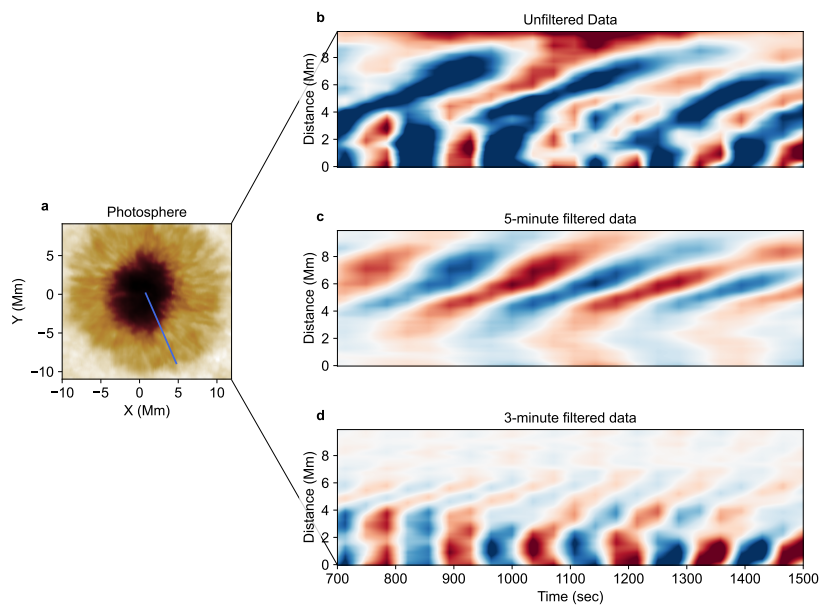 b
Unfiltered Data
8
6
4
2
0
Distance (Mm)
a
Photosphere
5
0
−5
−10
Y (Mm)
−10 −5 0 5 10
X (Mm)
c
5-minute filtered data
8
6
4
2
0
Distance (Mm)
d
3-minute filtered data
8
6
4
2
0
Distance (Mm)
700 800 900 1000 1100 1200 1300 1400 1500
Time (sec)